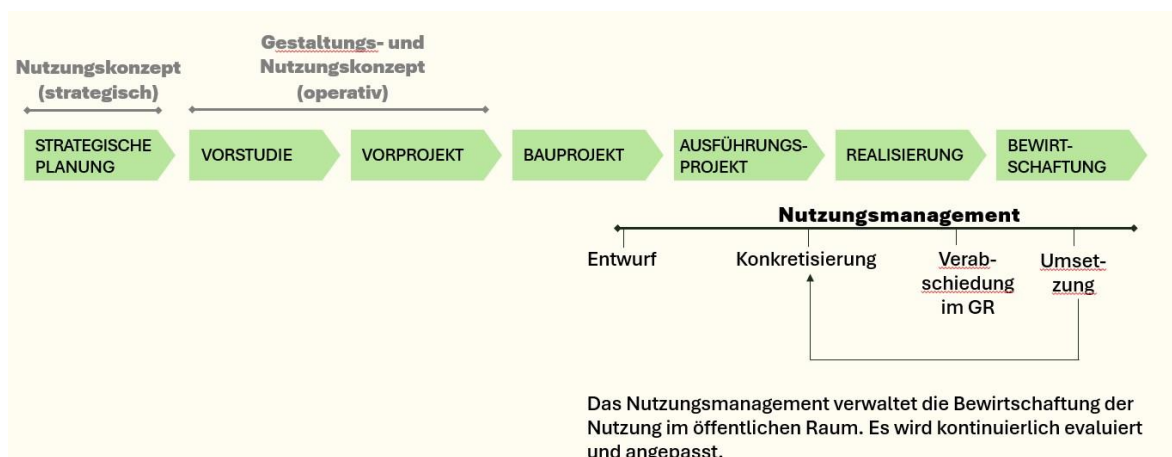 Gestaltungs- und
Nutzungskonzept
(operativ)
Nutzungskonzept
(strategisch)
STRATEGISCHE
PLANUNG
VORSTUDIE
VORPROJEKT
BAUPROJEKT
AUSFÜHRUNGS-
PROJEKT
REALISIERUNG
BEWIRT-
SCHAFTUNG
Nutzungsmanagement
Entwurf
Konkretisierung
Verab-
schiedung
im GR
Umset-
zung
Das Nutzungsmanagement verwaltet die Bewirtschaftung der
Nutzung im öffentlichen Raum. Es wird kontinuierlich evaluiert
und angepasst.